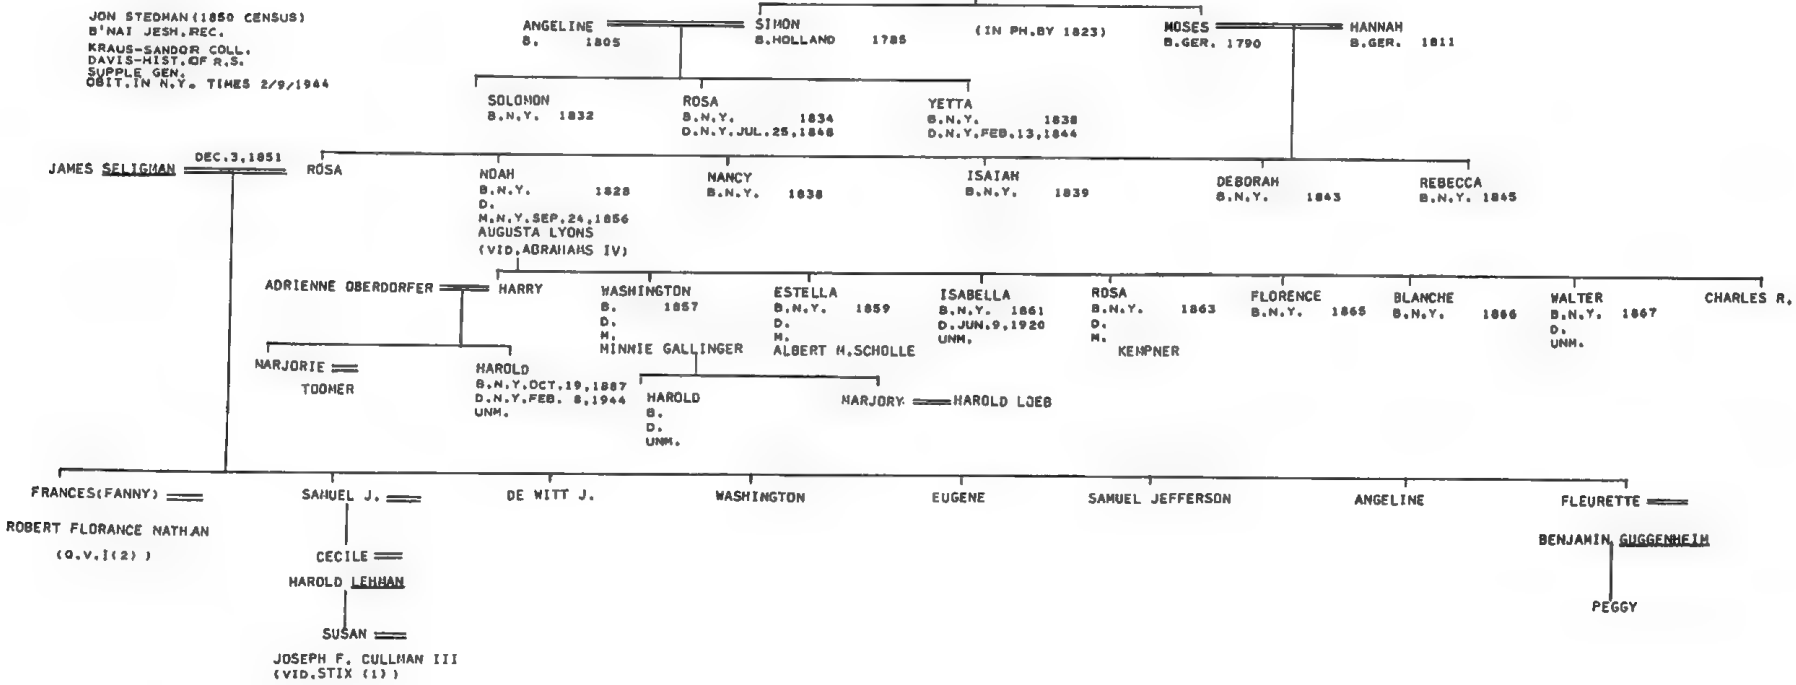 JON STEDMAN (1850 CENSUS)
B'NAI JESH.REC.
KRAUS-SANDOR COLL.
DAVIS-HIST.OF R.S.
SUPPLE GEN.
OBIT.IN N.Y. TIMES 2/9/1944
ANGELINE
B. 1805
SIMON
B.HOLLAND 1785
(IN PH.BY 1823)
MOSES
B.GER. 1790
HANNAH
B.GER. 1811
SOLOMON
B.N.Y. 1832
ROSA
B.N.Y. 1834
D.N.Y.JUL.25,1848
YETTA
B.N.Y. 1838
D.N.Y.FEB.13,1844
JAMES SELIGMAN
DEC.3,1851
ROSA
NOAH
B.N.Y. 1828
D.
M.N.Y.SEP.24,1856
AUGUSTA LYONS
(VID.ABRAHAMS IV)
NANCY
B.N.Y. 1838
ISAIAH
B.N.Y. 1839
DEBORAH
B.N.Y. 1843
REBECCA
B.N.Y. 1845
ADRIENNE OBERDORFER
HARRY
WASHINGTON
B. 1857
D.
M.
MINNIE GALLINGER
ESTELLA
B.N.Y. 1859
D.
M.
ALBERT M.SCHOLLE
ISABELLA
B.N.Y. 1861
D.JUN.9,1920
UNM.
ROSA
B.N.Y. 1863
D.
M.
KEMPNER
FLORENCE
B.N.Y. 1865
BLANCHE
B.N.Y. 1866
WALTER
B.N.Y. 1867
D.
UNM.
CHARLES R.
MARJORIE
TOOMER
HAROLD
B.N.Y.OCT.19,1887
D.N.Y.FEB. 8,1944
UNM.
HAROLD
B.
D.
UNM.
MARJORY
HAROLD LOEB
FRANCES(FANNY)
ROBERT FLORANCE NATHAN
(Q.V.I(2) )
SAMUEL J.
CECILE
HAROLD LEHMAN
SUSAN
JOSEPH F. CULLMAN III
(VID.STIX (1) )
DE WITT J.
WASHINGTON
EUGENE
SAMUEL JEFFERSON
ANGELINE
FLEURETTE
BENJAMIN GUGGENHEIM
PEGGY